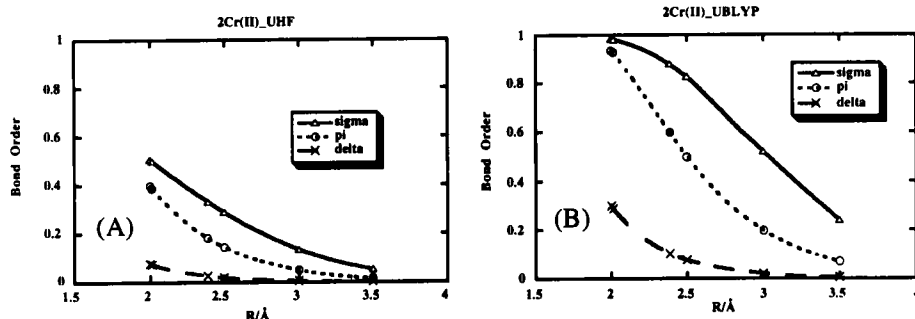 2Cr(II)_UHF
1
0.8
0.6
0.4
0.2
0
Bond Order
sigma
pi
delta
(A)
1.5 2 2.5 3 3.5 4
R/Å
2Cr(II)_UBLYP
1
0.8
0.6
0.4
0.2
0
Bond Order
sigma
pi
delta
(B)
1.5 2 2.5 3 3.5 4
R/Å